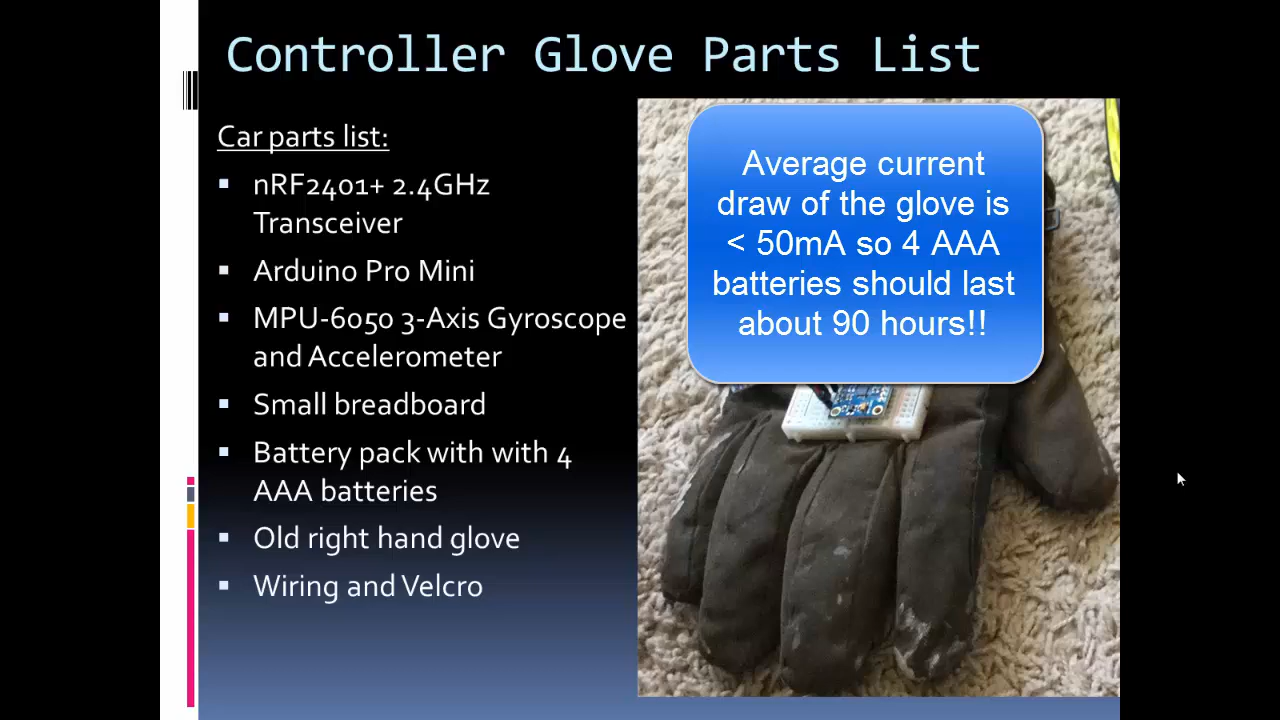 Controller Glove Parts List
Car parts list:
nRF2401+ 2.4GHz
Transceiver
Arduino Pro Mini
MPU-6050 3-Axis Gyroscope
and Accelerometer
Small breadboard
Battery pack with with 4
AAA batteries
Old right hand glove
Wiring and Velcro
Average current
draw of the glove is
< 50mA so 4 AAA
batteries should last
about 90 hours!!